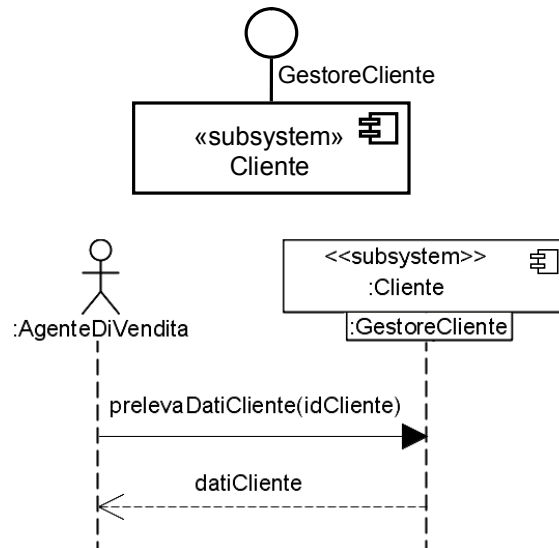 GestoreCliente
«subsystem»
Cliente
<<subsystem>>
:Cliente
:AgenteDiVendita
:GestoreCliente
prelevaDatiCliente(idCliente)
datiCliente